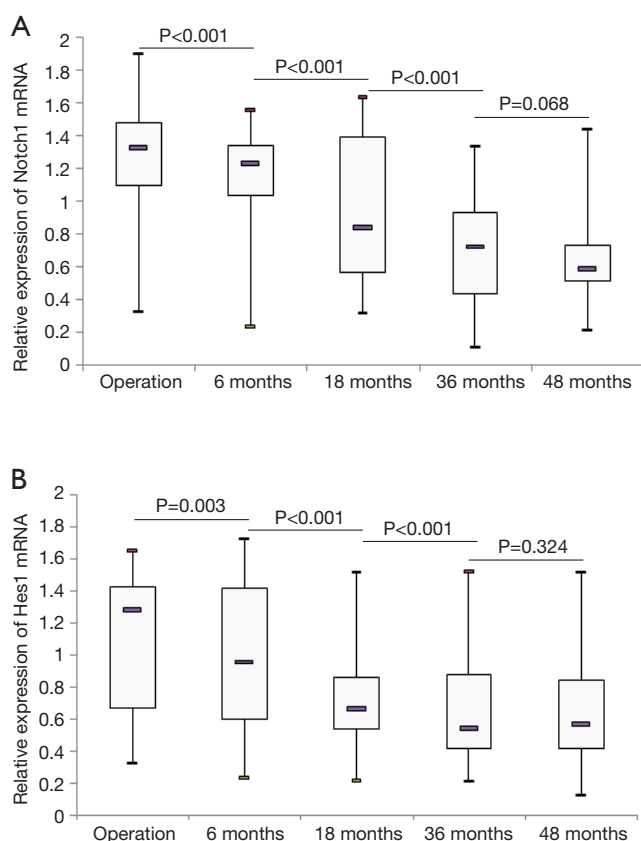 A
Relative expression of Notch1 mRNA
2
1.8
1.6
1.4
1.2
1
0.8
0.6
0.4
0.2
0
P<0.001
P<0.001
P<0.001
P=0.068
Operation 6 months 18 months 36 months 48 months
B
Relative expression of Hes1 mRNA
2
1.8
1.6
1.4
1.2
1
0.8
0.6
0.4
0.2
0
P=0.003
P<0.001
P<0.001
P=0.324
Operation 6 months 18 months 36 months 48 months